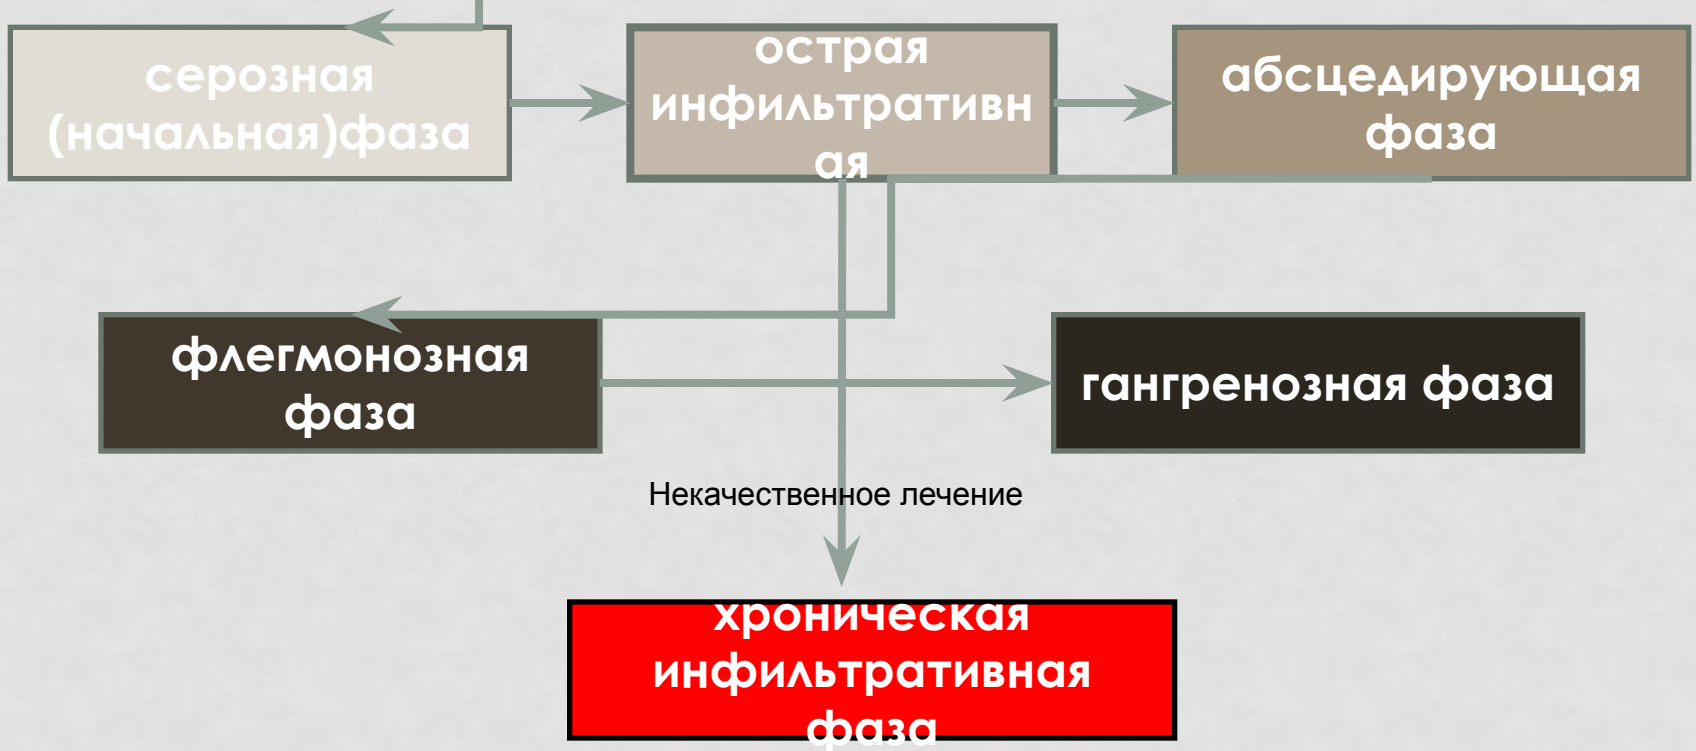 серозная
(начальная)фаза
острая
инфильтративн
ая
абсцедирующая
фаза
флегмонозная
фаза
гангренозная фаза
Некачественное лечение
хроническая
инфильтративная
фаза